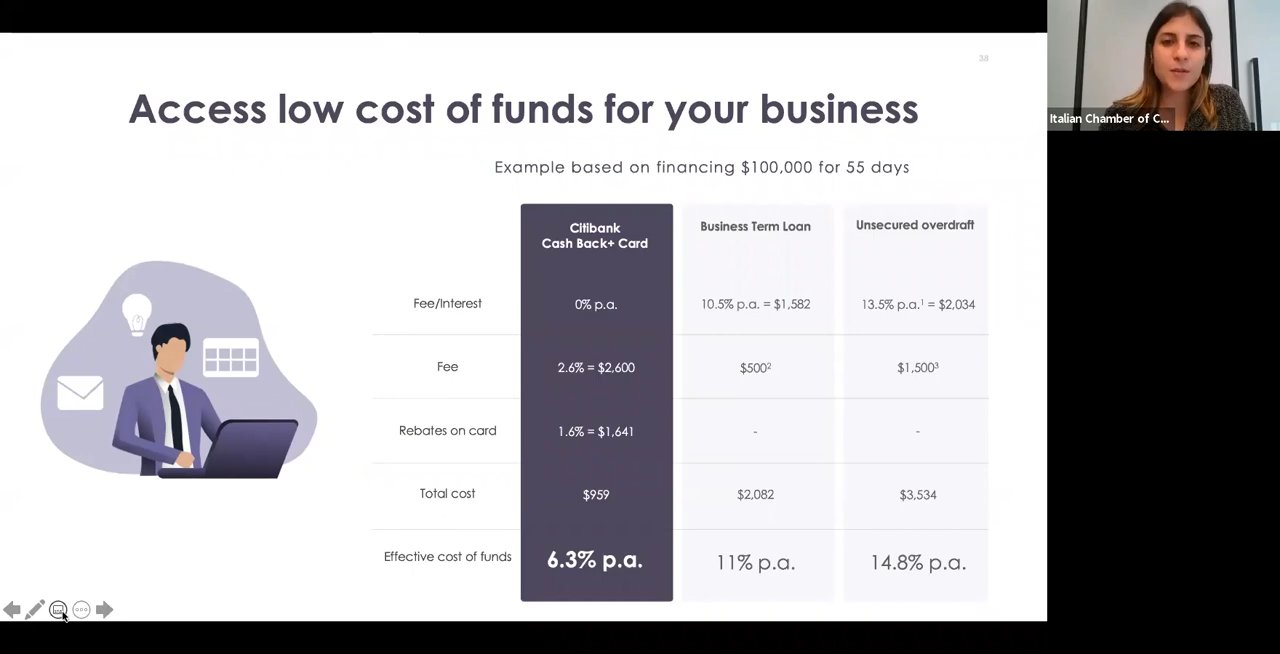 38
Access low cost of funds for your business
Example based on financing $100,000 for 55 days
Citibank
Cash Back+ Card
Business Term Loan
Unsecured overdraft
Fee/Interest
0% p.a.
10.5% p.a. = $1,582
13.5% p.a.¹ = $2,034
Fee
2.6% = $2,600
$500²
$1,500³
Rebates on card
1.6% = $1,641
-
-
Total cost
$959
$2,082
$3,534
Effective cost of funds
6.3% p.a.
11% p.a.
14.8% p.a.
Italian Chamber of C...